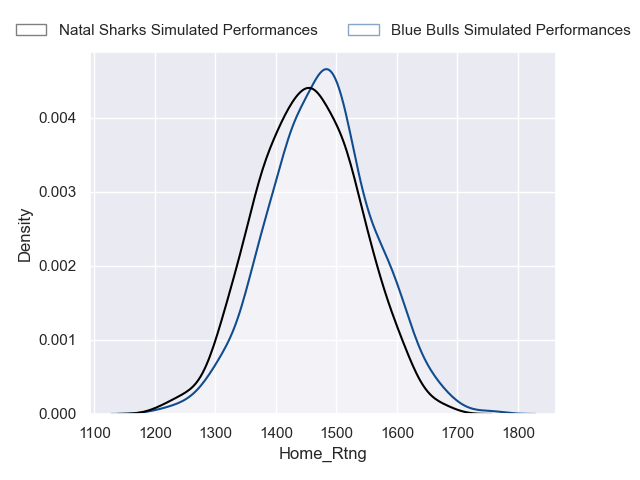 Natal Sharks Simulated Performances Blue Bulls Simulated Performances
0.004
0.003
0.002
0.001
0.000
Density
1100 1200 1300 1400 1500 1600 1700 1800
Home_Rtng